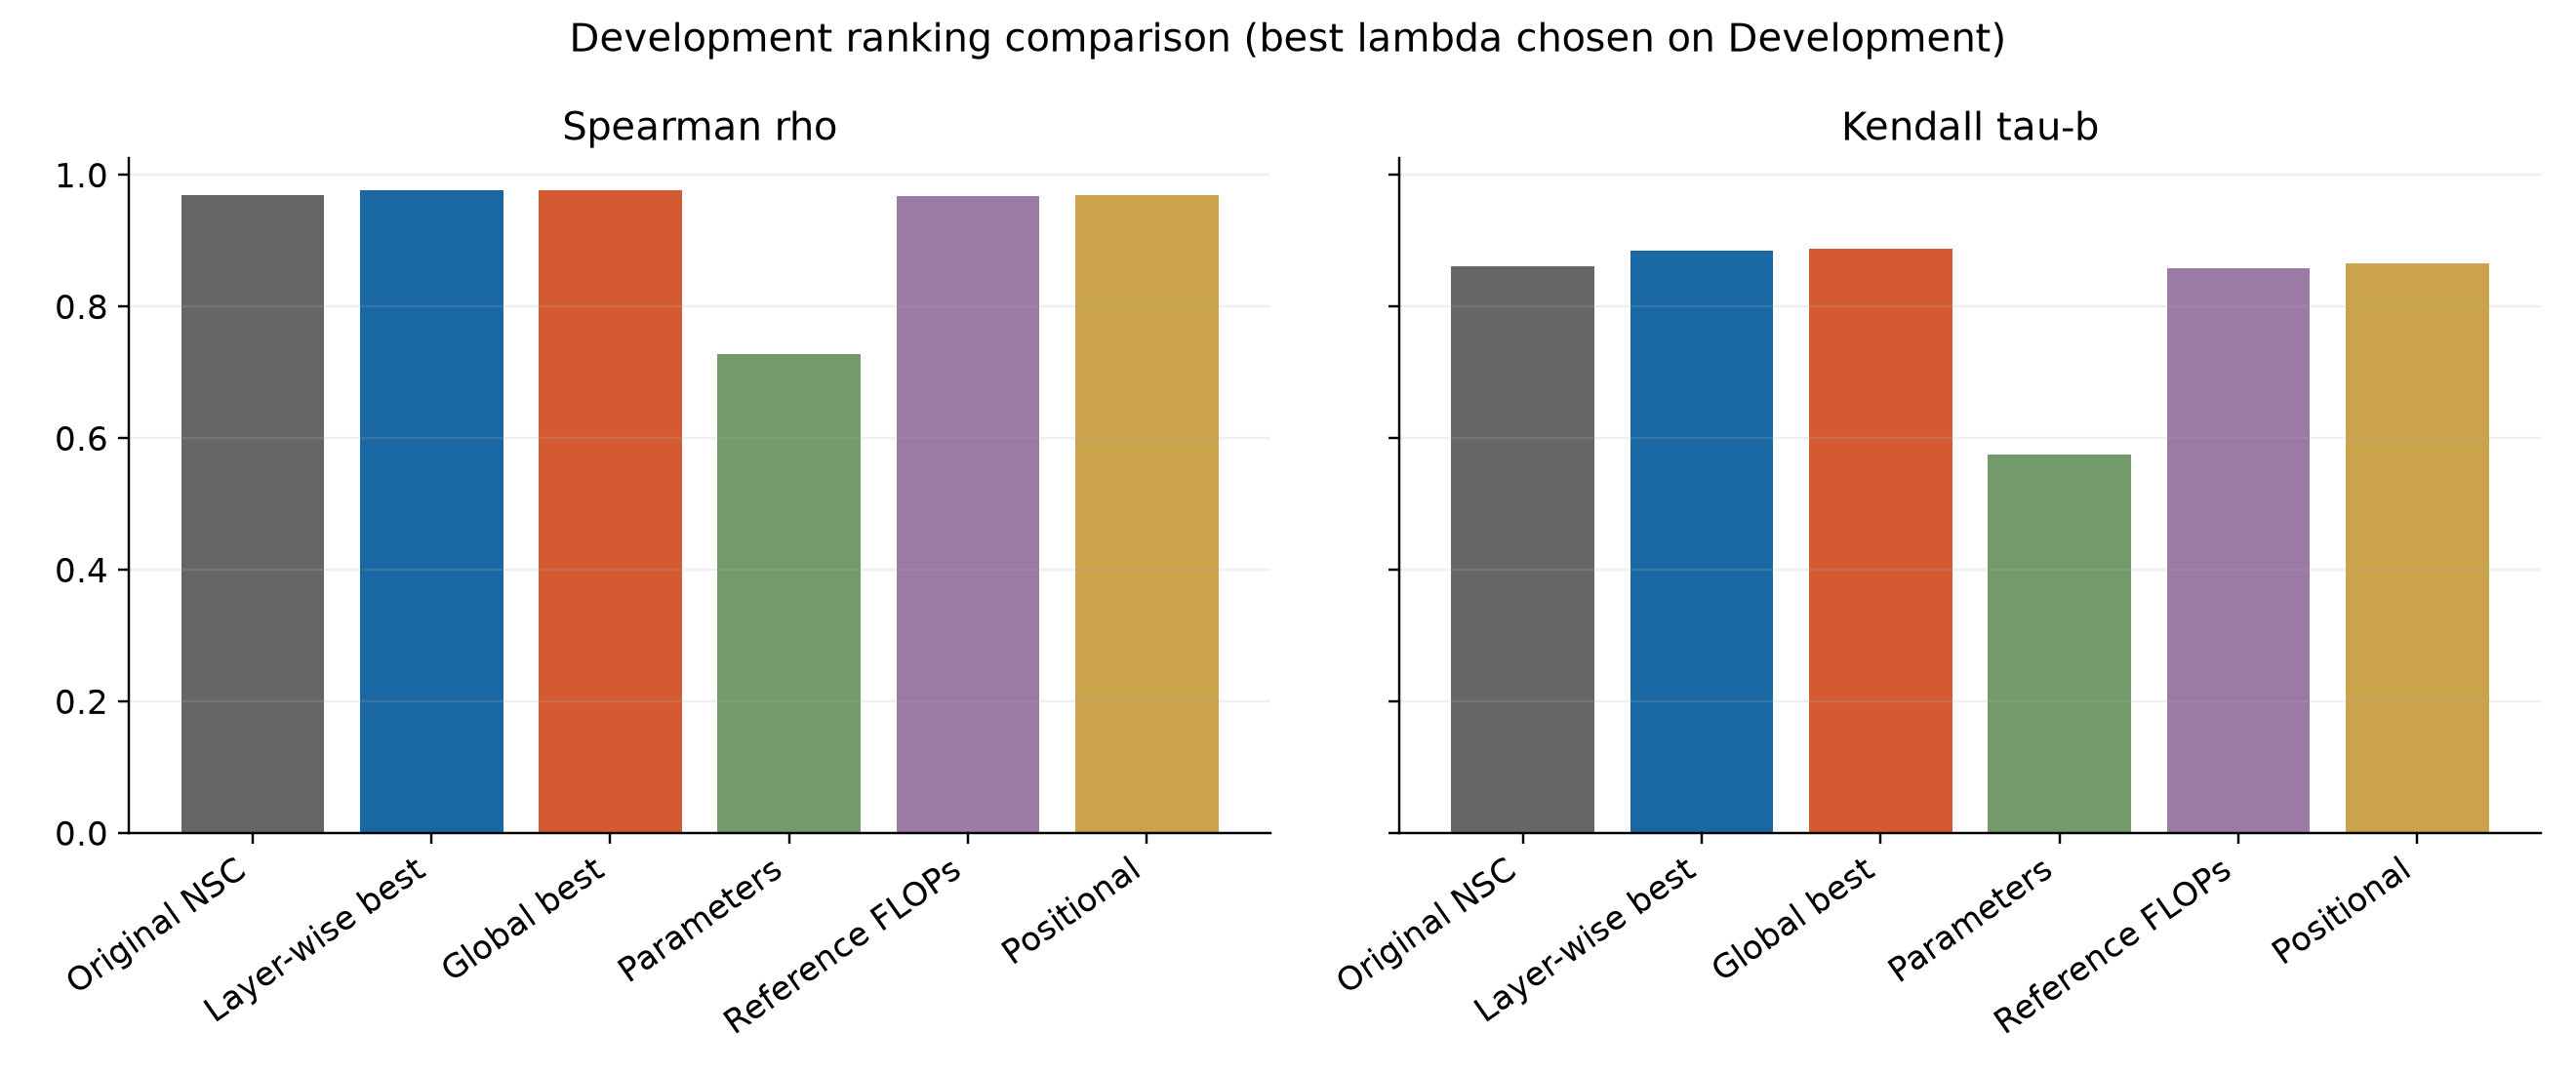 Development ranking comparison (best lambda chosen on Development)
Spearman rho
1.0
0.8
0.6
0.4
0.2
0.0
Original NSC
Layer-wise best
Global best
Parameters
Reference FLOPs
Positional
Kendall tau-b
Original NSC
Layer-wise best
Global best
Parameters
Reference FLOPs
Positional